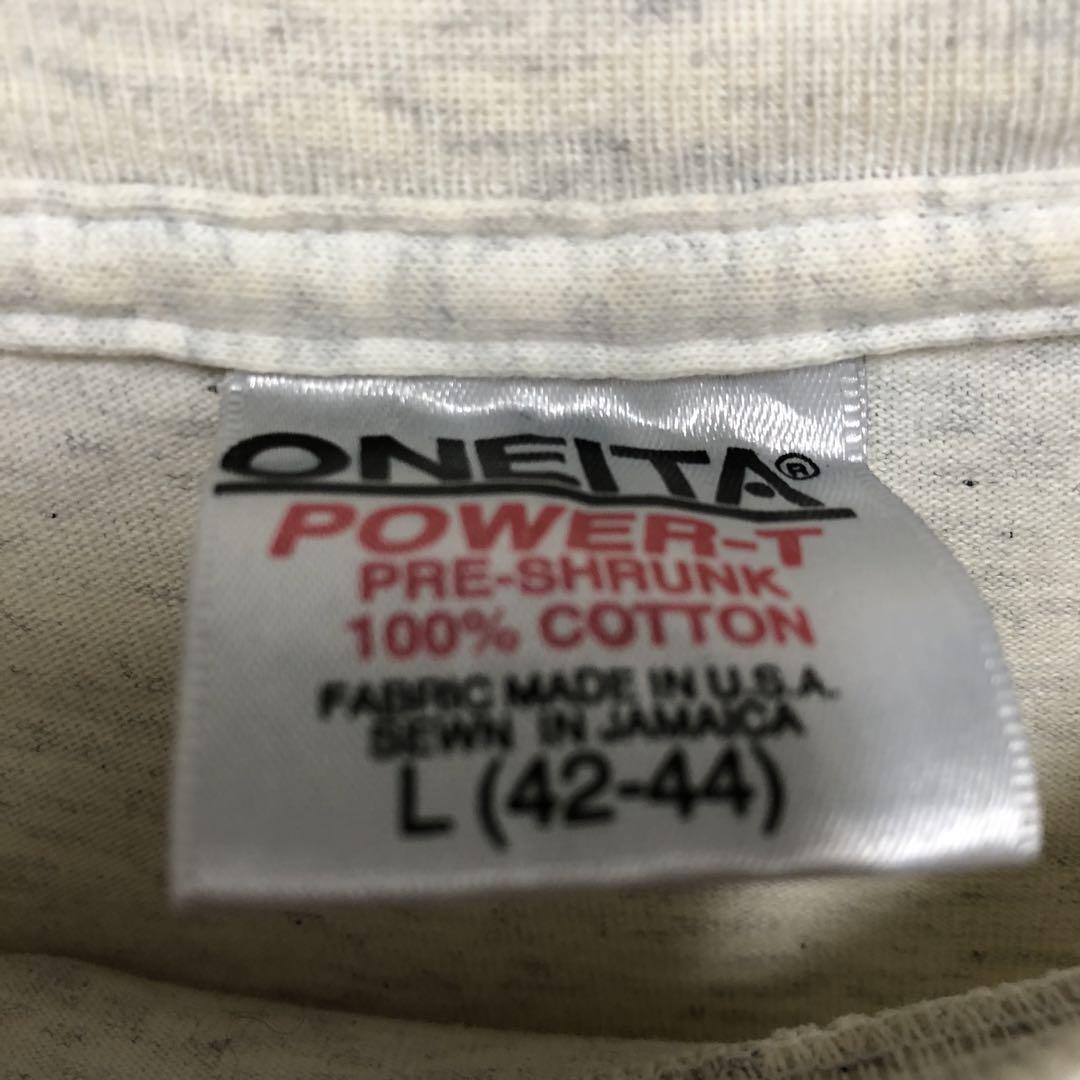 ONEITA®
POWER-T
PRE-SHRUNK
100% COTTON
FABRIC MADE IN U.S.A.
SEWN IN JAMAICA
L (42-44)